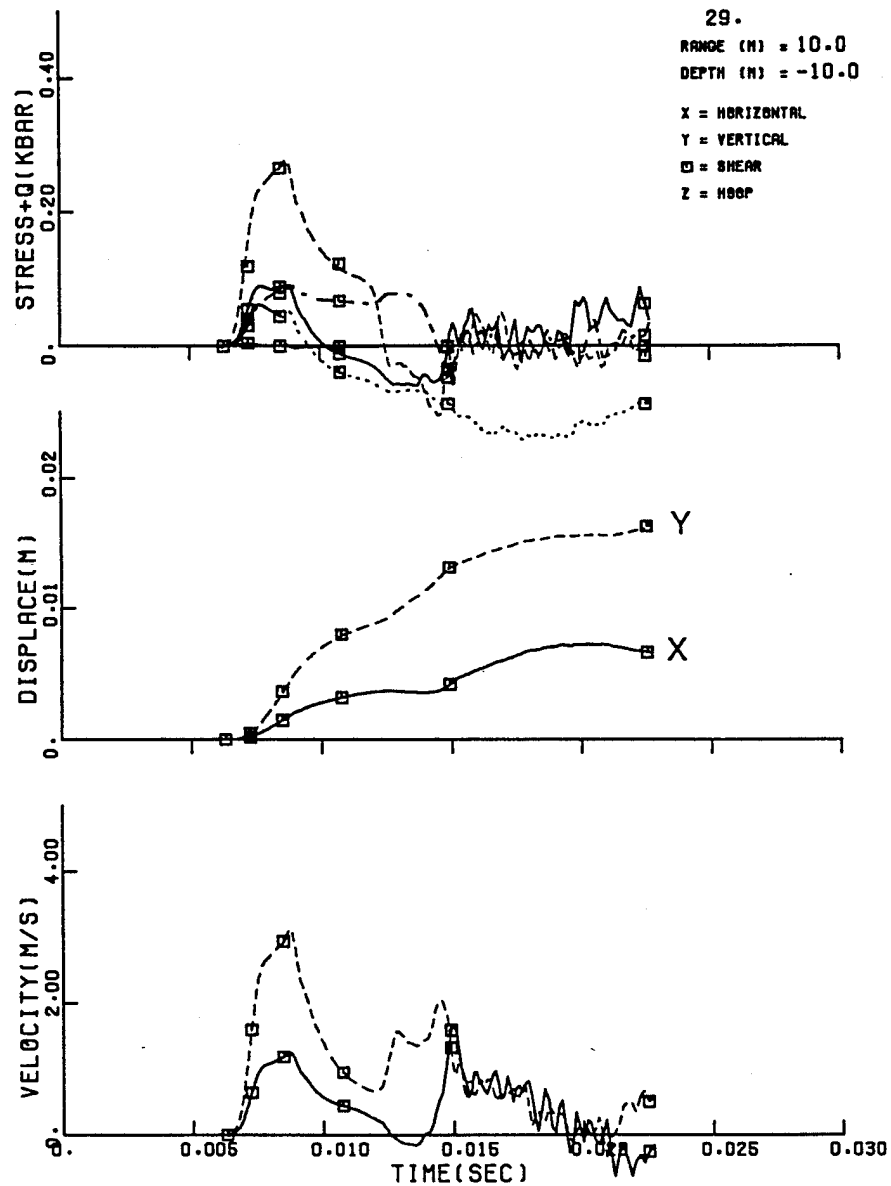 29.
RANGE (M) = 10.0
DEPTH (M) = -10.0
X = HORIZONTAL
Y = VERTICAL
= SHEAR
Z = HOOP
STRESS+Q(KBAR)
0.40
0.20
0.
DISPLACE(M)
0.02
0.01
0.
Y
X
VELOCITY(M/S)
4.00
2.00
0.
0.
0.005
0.010
0.015
0.025
0.030
TIME(SEC)